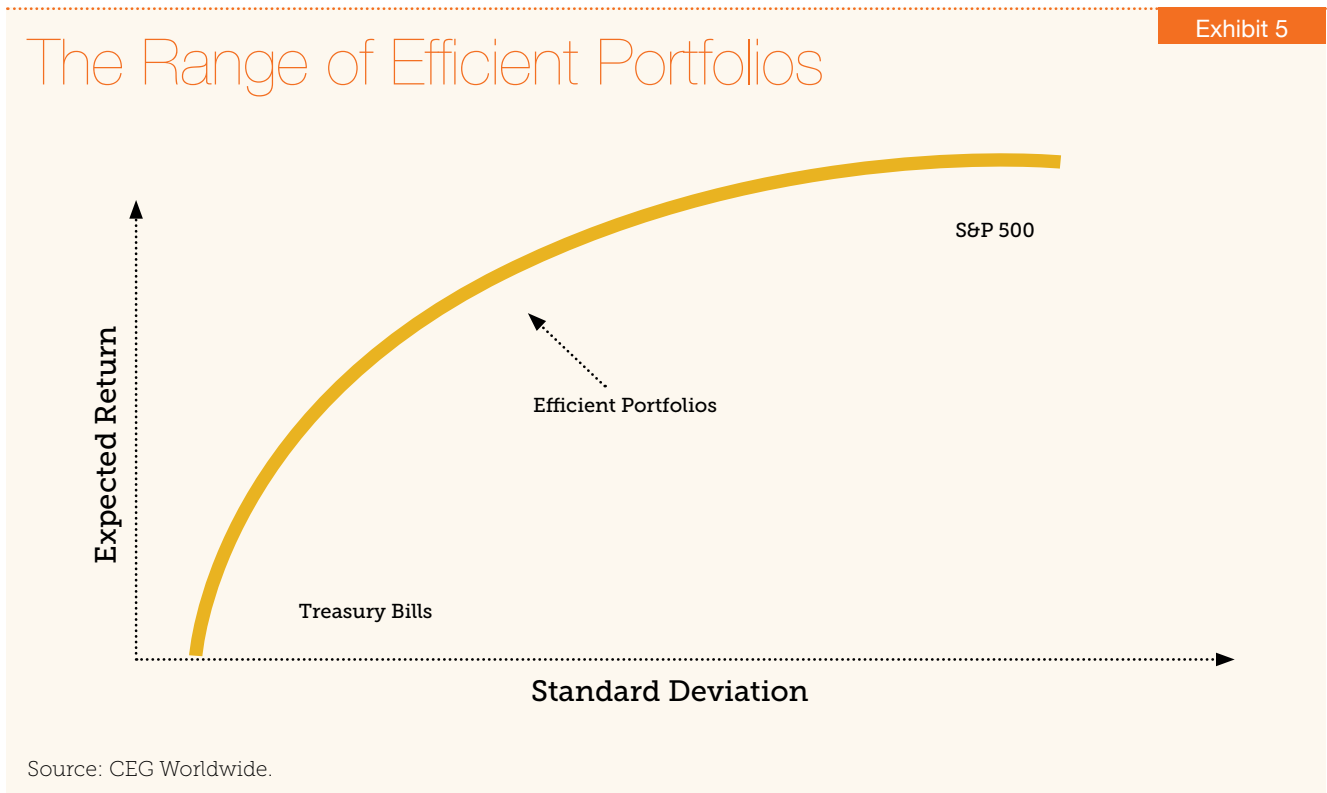 Exhibit 5
The Range of Efficient Portfolios
S&P 500
Expected Return
Efficient Portfolios
Treasury Bills
Standard Deviation
Source: CEG Worldwide.